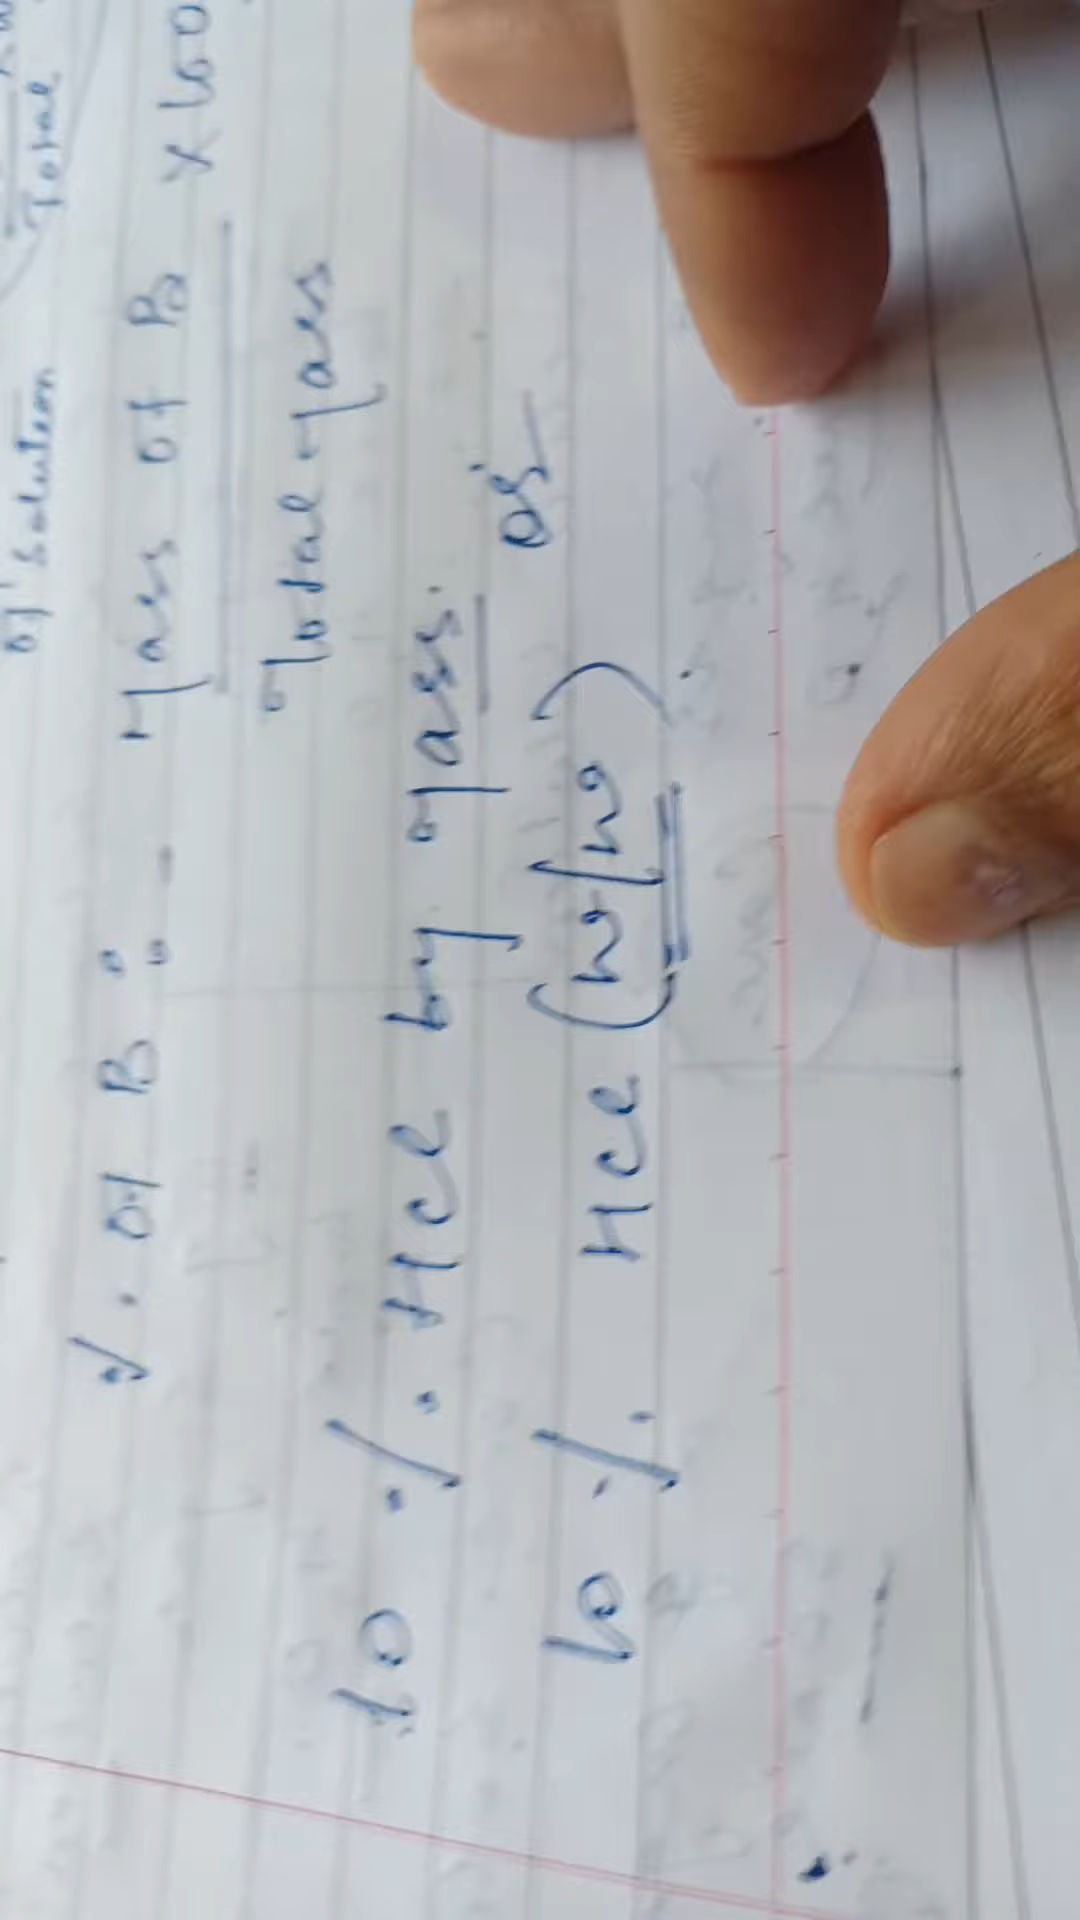 Total
of solution
% of B :- Mass of B × 100
Total Mass
10 % HCl by Mass. or
10 % HCl (w/w)